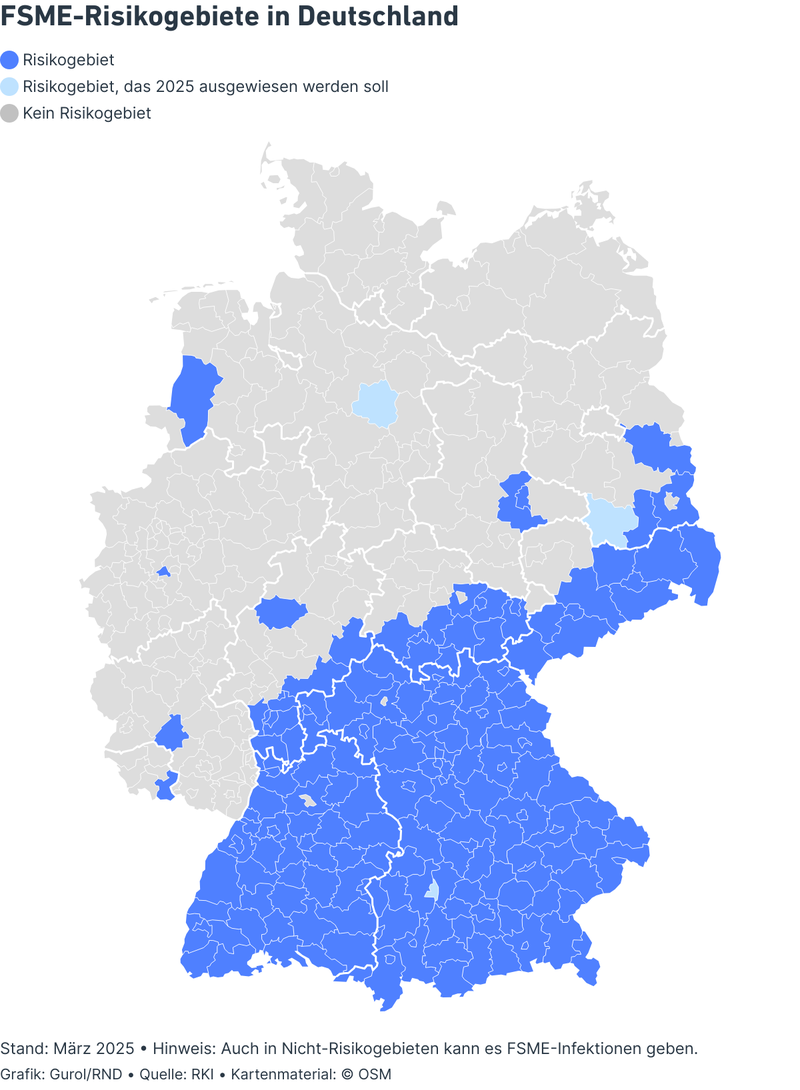 FSME-Risikogebiete in Deutschland
Risikogebiet
Risikogebiet, das 2025 ausgewiesen werden soll
Kein Risikogebiet
Stand: März 2025 • Hinweis: Auch in Nicht-Risikogebieten kann es FSME-Infektionen geben.
Grafik: Gurol/RND • Quelle: RKI • Kartenmaterial: © OSM